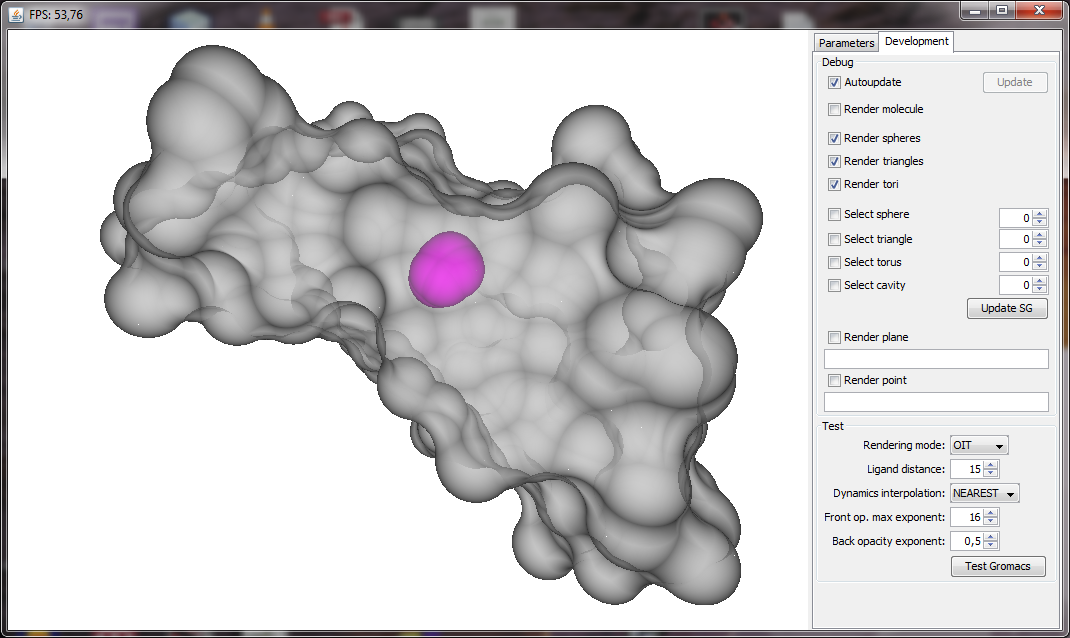 FPS: 53,76
Parameters Development
Debug
Autoupdate Update
Render molecule
Render spheres
Render triangles
Render tori
Select sphere 0
Select triangle 0
Select torus 0
Select cavity 0
Update SG
Render plane
Render point
Test
Rendering mode: OIT
Ligand distance: 15
Dynamics interpolation: NEAREST
Front op. max exponent: 16
Back opacity exponent: 0,5
Test Gromacs